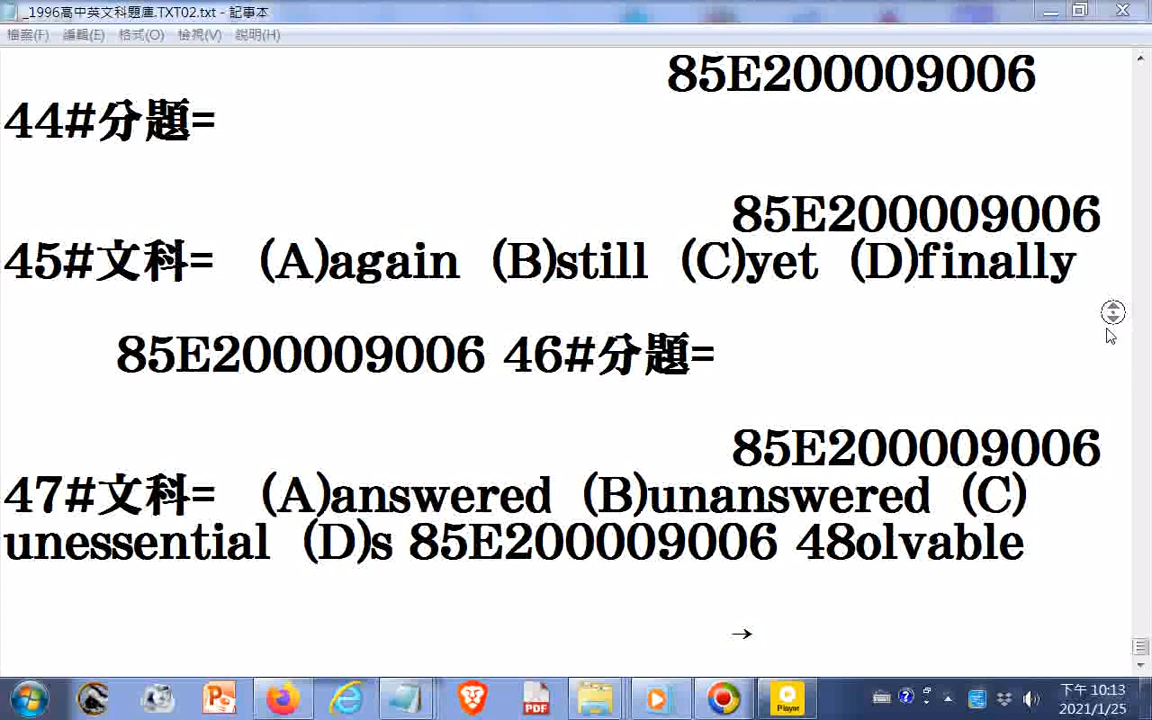 _1996高中英文科題庫.TXT02.txt - 記事本
檔案(F) 編輯(E) 格式(O) 檢視(V) 說明(H)
85E200009006
44#分題=
85E200009006
45#文科= (A)again (B)still (C)yet (D)finally
85E200009006 46#分題=
85E200009006
47#文科= (A)answered (B)unanswered (C)
unessential (D)s 85E200009006 48olvable
→
PDF
Player
下午 10:13
2021/1/25